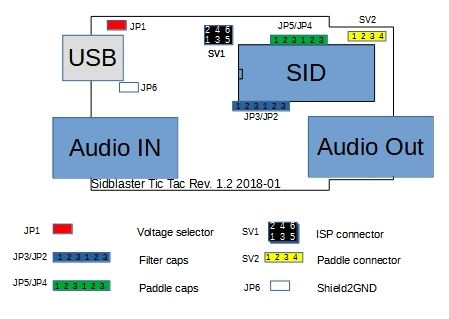 JP1
USB
JP6
2 4 6
1 3 5
SV1
JP5/JP4
1 2 3 1 2 3
SV2
1 2 3 4
SID
1 2 3 1 2 3
JP3/JP2
Audio IN
Audio Out
Sidblaster Tic Tac Rev. 1.2 2018-01
JP1 Voltage selector
SV1 2 4 6
1 3 5 ISP connector
JP3/JP2 1 2 3 1 2 3 Filter caps
SV2 1 2 3 4 Paddle connector
JP5/JP4 1 2 3 1 2 3 Paddle caps
JP6 Shield2GND